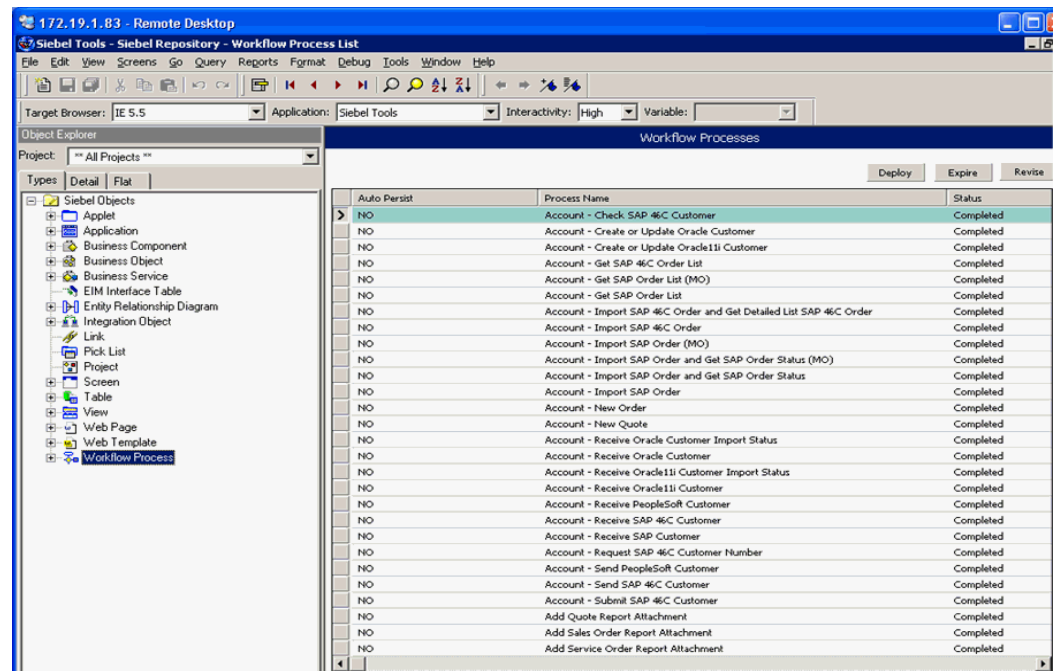 172.19.1.83 - Remote Desktop
Siebel Tools - Siebel Repository - Workflow Process List
File Edit View Screens Go Query Reports Format Debug Tools Window Help
Target Browser: IE 5.5 Application: Siebel Tools Interactivity: High Variable:
Object Explorer
Project: ** All Projects **
Types Detail Flat
Siebel Objects
Applet
Application
Business Component
Business Object
Business Service
EIM Interface Table
Entity Relationship Diagram
Integration Object
Link
Pick List
Project
Screen
Table
View
Web Page
Web Template
Workflow Process
Workflow Processes
Deploy Expire Revise
Auto Persist Process Name Status
NO Account - Check SAP 46C Customer Completed
NO Account - Create or Update Oracle Customer Completed
NO Account - Create or Update Oracle11i Customer Completed
NO Account - Get SAP 46C Order List Completed
NO Account - Get SAP Order List (MO) Completed
NO Account - Get SAP Order List Completed
NO Account - Import SAP 46C Order and Get Detailed List SAP 46C Order Completed
NO Account - Import SAP 46C Order Completed
NO Account - Import SAP Order (MO) Completed
NO Account - Import SAP Order and Get SAP Order Status (MO) Completed
NO Account - Import SAP Order and Get SAP Order Status Completed
NO Account - Import SAP Order Completed
NO Account - New Order Completed
NO Account - New Quote Completed
NO Account - Receive Oracle Customer Import Status Completed
NO Account - Receive Oracle Customer Completed
NO Account - Receive Oracle11i Customer Import Status Completed
NO Account - Receive Oracle11i Customer Completed
NO Account - Receive PeopleSoft Customer Completed
NO Account - Receive SAP 46C Customer Completed
NO Account - Receive SAP Customer Completed
NO Account - Request SAP 46C Customer Number Completed
NO Account - Send PeopleSoft Customer Completed
NO Account - Send SAP 46C Customer Completed
NO Account - Submit SAP 46C Customer Completed
NO Add Quote Report Attachment Completed
NO Add Sales Order Report Attachment Completed
NO Add Service Order Report Attachment Completed